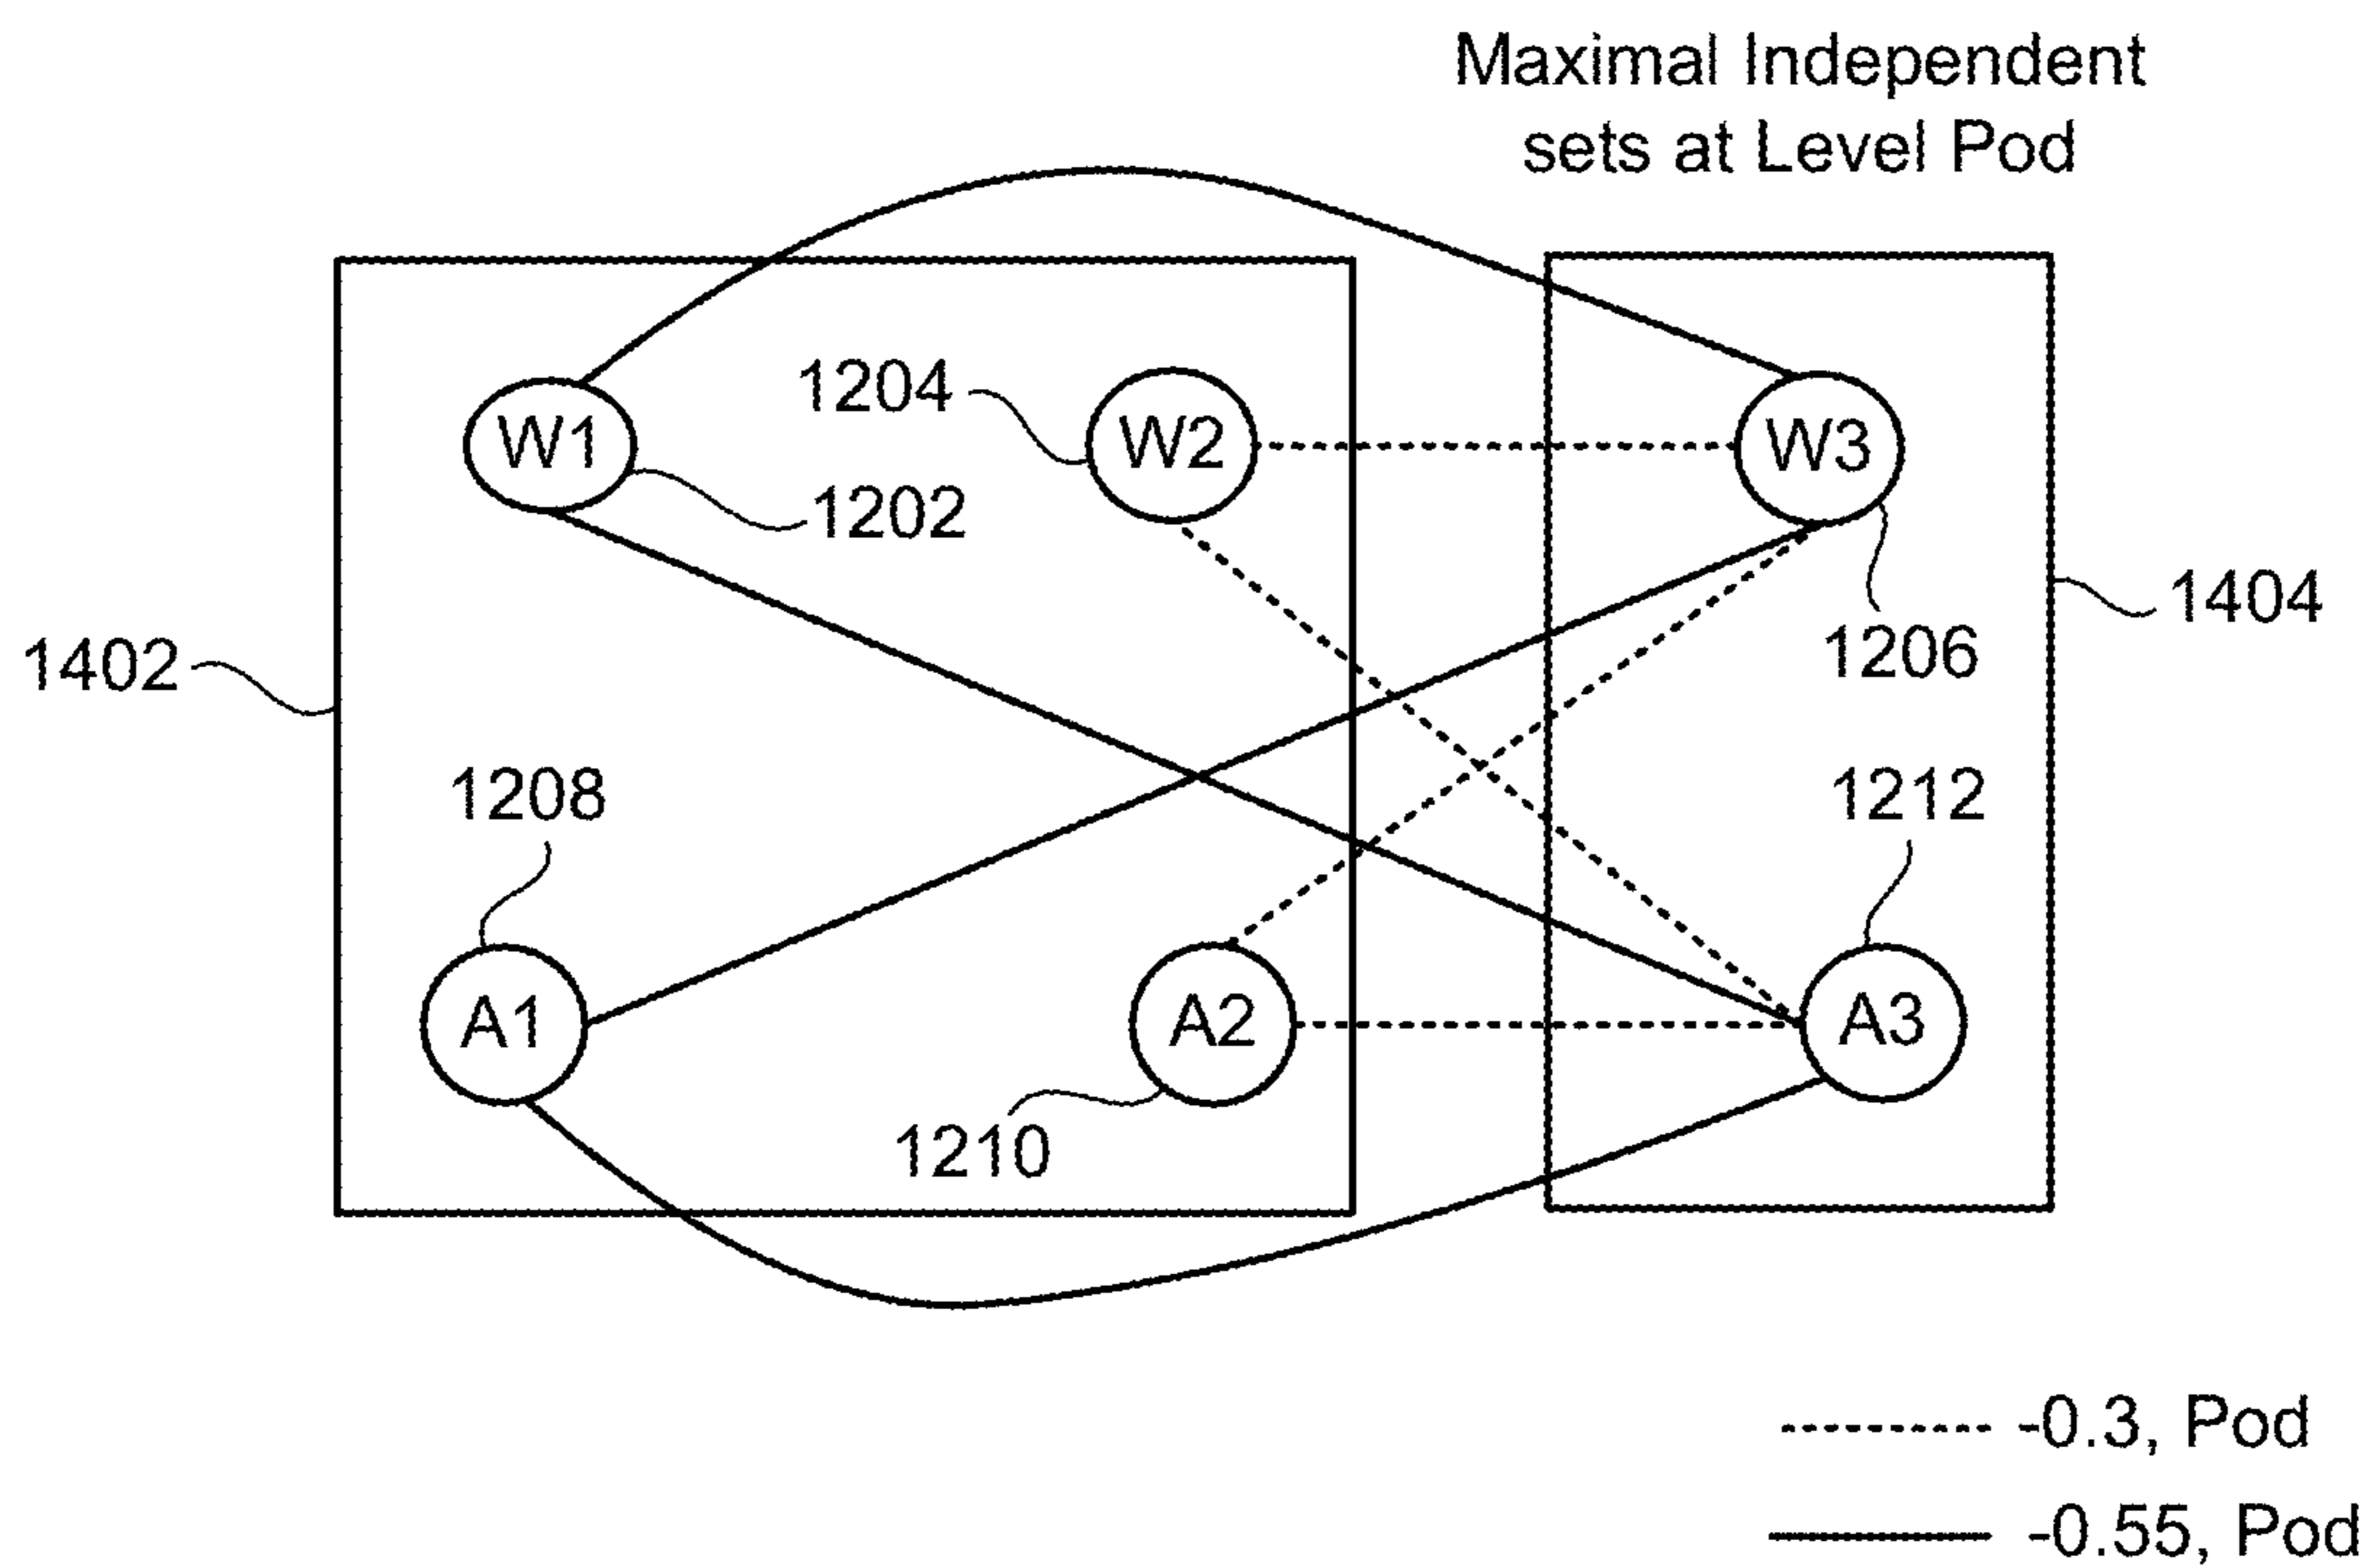 Maximal Independent
sets at Level Pod
1204
W1
W2
W3
1202
1404
1206
1402
1208
1212
A1
A2
A3
1210
-0.3, Pod
-0.55, Pod